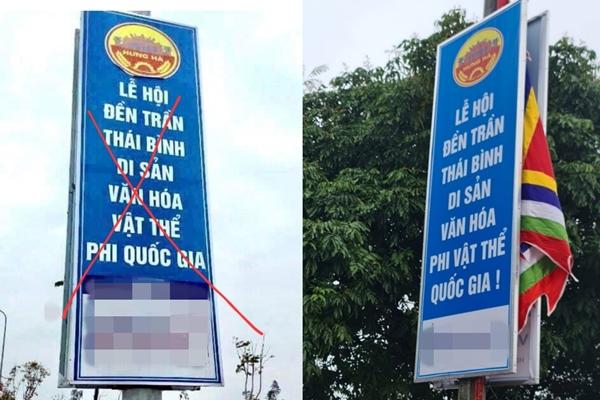 HƯNG HÀ
LỄ HỘI
ĐỀN TRẦN
THÁI BÌNH
DI SẢN
VĂN HÓA
VẬT THỂ
PHI QUỐC GIA
HƯNG HÀ
LỄ HỘI
ĐỀN TRẦN
THÁI BÌNH
DI SẢN
VĂN HÓA
PHI VẬT THỂ
QUỐC GIA !